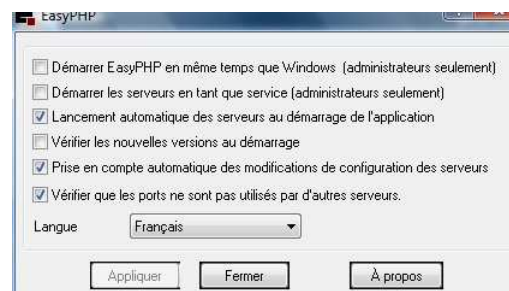 EasyPHP
Démarrer EasyPHP en même temps que Windows (administrateurs seulement)
Démarrer les serveurs en tant que service (administrateurs seulement)
Lancement automatique des serveurs au démarrage de l'application
Vérifier les nouvelles versions au démarrage
Prise en compte automatique des modifications de configuration des serveurs
Vérifier que les ports ne sont pas utilisés par d'autres serveurs.
Langue Français
Appliquer Fermer À propos